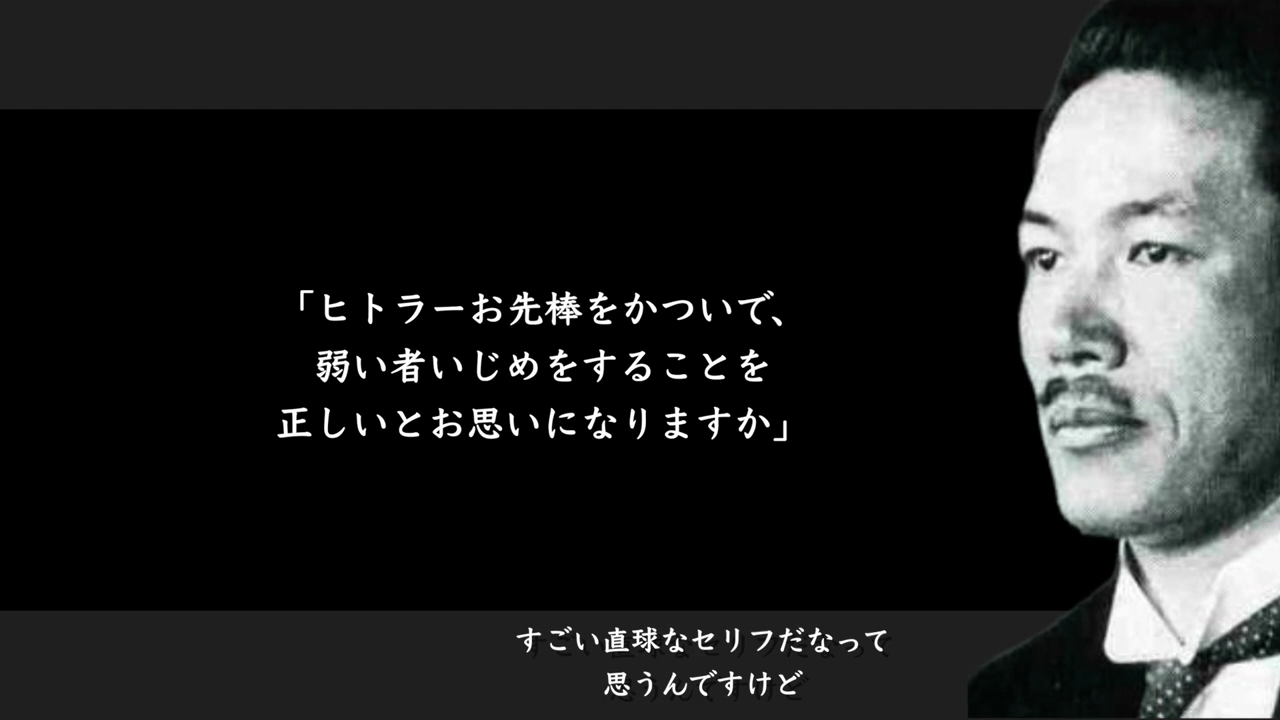 「ヒトラーお先棒をかついで、
弱い者いじめをすることを
正しいとお思いになりますか」
すごい直球なセリフだなって
思うんですけど